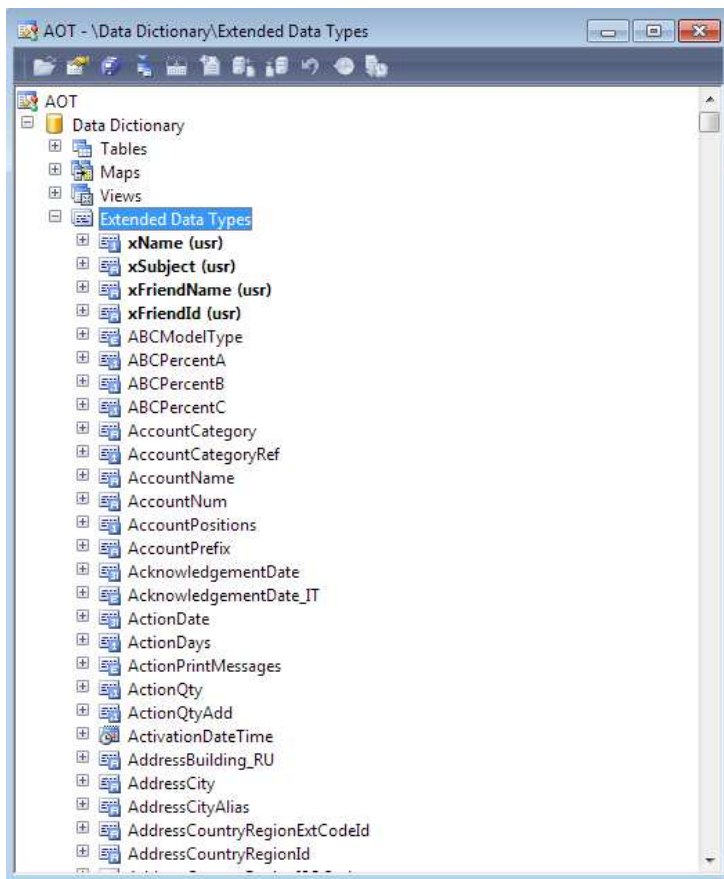 AOT - \Data Dictionary\Extended Data Types
AOT
Data Dictionary
Tables
Maps
Views
Extended Data Types
xName (usr)
xSubject (usr)
xFriendName (usr)
xFriendId (usr)
ABCModelType
ABCPercentA
ABCPercentB
ABCPercentC
AccountCategory
AccountCategoryRef
AccountName
AccountNum
AccountPositions
AccountPrefix
AcknowledgementDate
AcknowledgementDate_IT
ActionDate
ActionDays
ActionPrintMessages
ActionQty
ActionQtyAdd
ActivationDateTime
AddressBuilding_RU
AddressCity
AddressCityAlias
AddressCountryRegionExtCodeId
AddressCountryRegionId